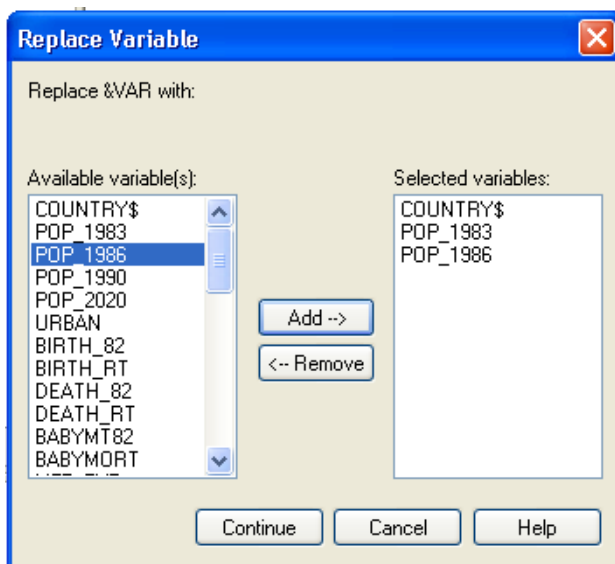 Replace Variable
Replace &VAR with:
Available variable(s):
COUNTRY$
POP_1983
POP_1986
POP_1990
POP_2020
URBAN
BIRTH_82
BIRTH_RT
DEATH_82
DEATH_RT
BABYMT82
BABYMORT
Add -->
<-- Remove
Selected variables:
COUNTRY$
POP_1983
POP_1986
Continue
Cancel
Help